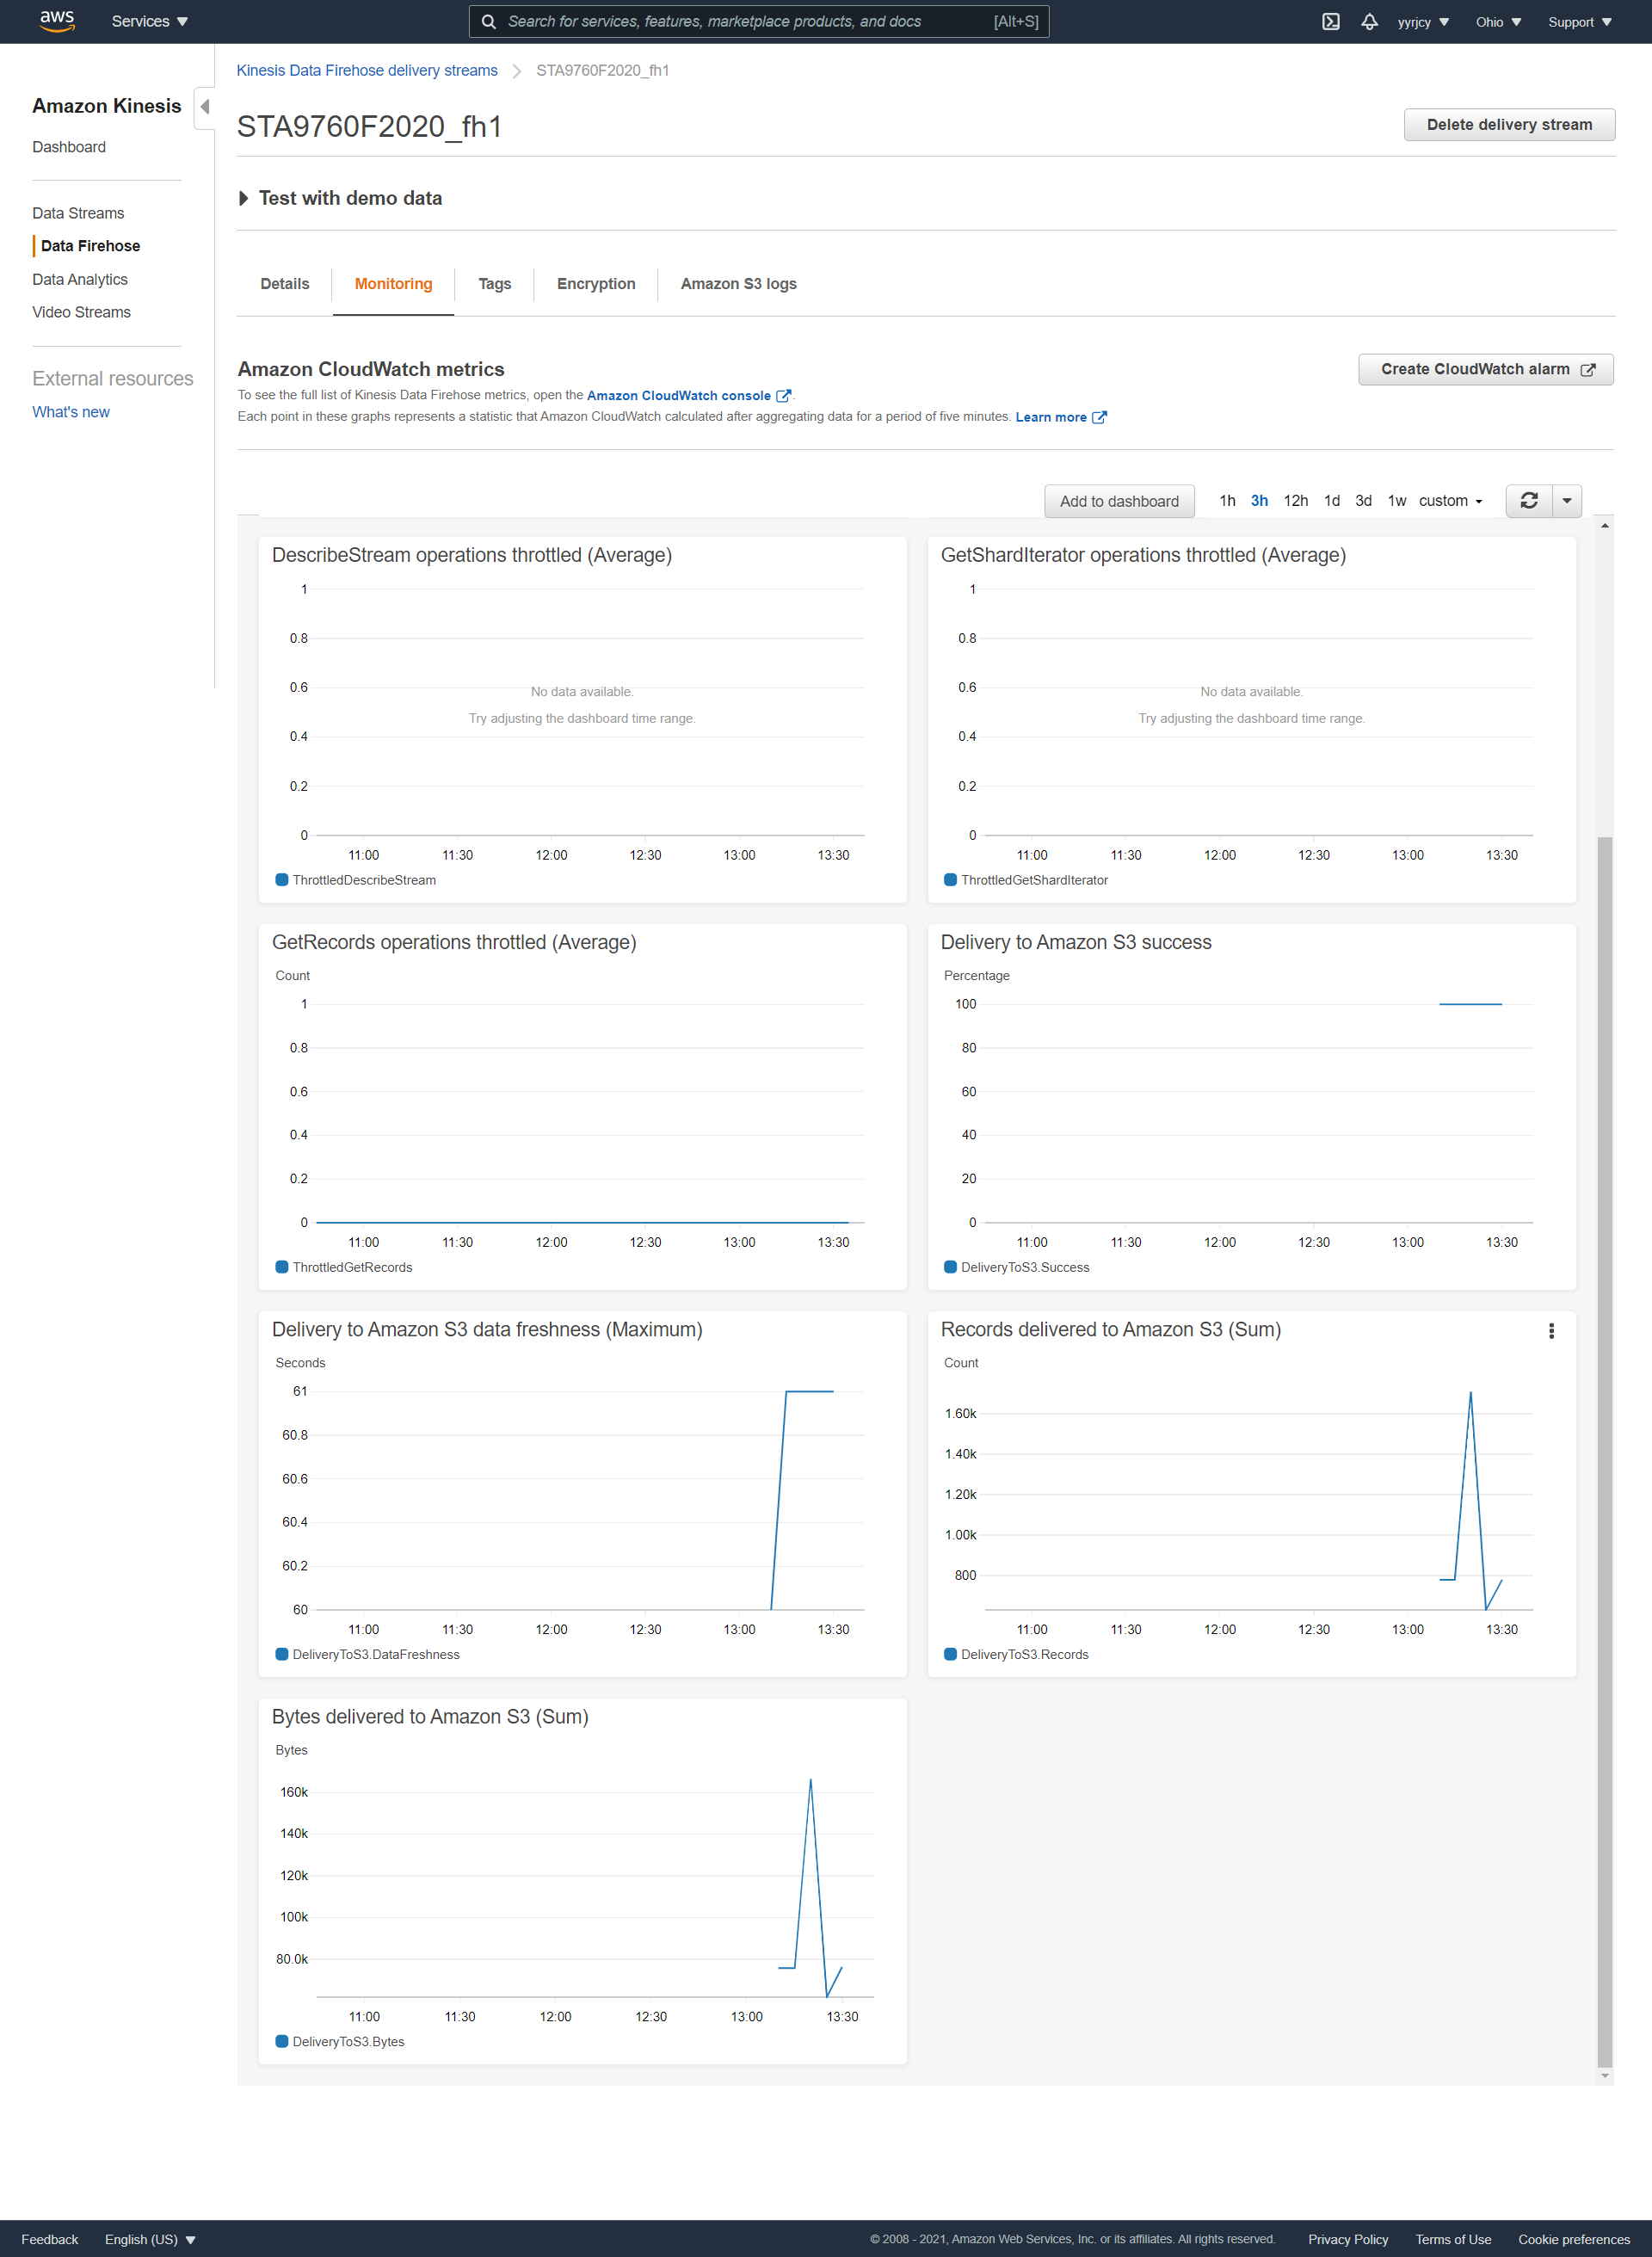 aws Services Search for services, features, marketplace products, and docs [Alt+S] yyrjcy Ohio Support
Amazon Kinesis
Dashboard
Data Streams
Data Firehose
Data Analytics
Video Streams
External resources
What's new
Kinesis Data Firehose delivery streams STA9760F2020_fh1
STA9760F2020_fh1 Delete delivery stream
Test with demo data
Details Monitoring Tags Encryption Amazon S3 logs
Amazon CloudWatch metrics Create CloudWatch alarm
To see the full list of Kinesis Data Firehose metrics, open the Amazon CloudWatch console .
Each point in these graphs represents a statistic that Amazon CloudWatch calculated after aggregating data for a period of five minutes. Learn more
Add to dashboard 1h 3h 12h 1d 3d 1w custom
DescribeStream operations throttled (Average)
1
0.8
0.6
No data available.
Try adjusting the dashboard time range.
0.4
0.2
0
11:00 11:30 12:00 12:30 13:00 13:30
ThrottledDescribeStream
GetShardIterator operations throttled (Average)
1
0.8
0.6
No data available.
Try adjusting the dashboard time range.
0.4
0.2
0
11:00 11:30 12:00 12:30 13:00 13:30
ThrottledGetShardIterator
GetRecords operations throttled (Average)
Count
1
0.8
0.6
0.4
0.2
0
11:00 11:30 12:00 12:30 13:00 13:30
ThrottledGetRecords
Delivery to Amazon S3 success
Percentage
100
80
60
40
20
0
11:00 11:30 12:00 12:30 13:00 13:30
DeliveryToS3.Success
Delivery to Amazon S3 data freshness (Maximum)
Seconds
61
60.8
60.6
60.4
60.2
60
11:00 11:30 12:00 12:30 13:00 13:30
DeliveryToS3.DataFreshness
Records delivered to Amazon S3 (Sum)
Count
1.60k
1.40k
1.20k
1.00k
800
11:00 11:30 12:00 12:30 13:00 13:30
DeliveryToS3.Records
Bytes delivered to Amazon S3 (Sum)
Bytes
160k
140k
120k
100k
80.0k
11:00 11:30 12:00 12:30 13:00 13:30
DeliveryToS3.Bytes
Feedback English (US) © 2008 - 2021, Amazon Web Services, Inc. or its affiliates. All rights reserved. Privacy Policy Terms of Use Cookie preferences